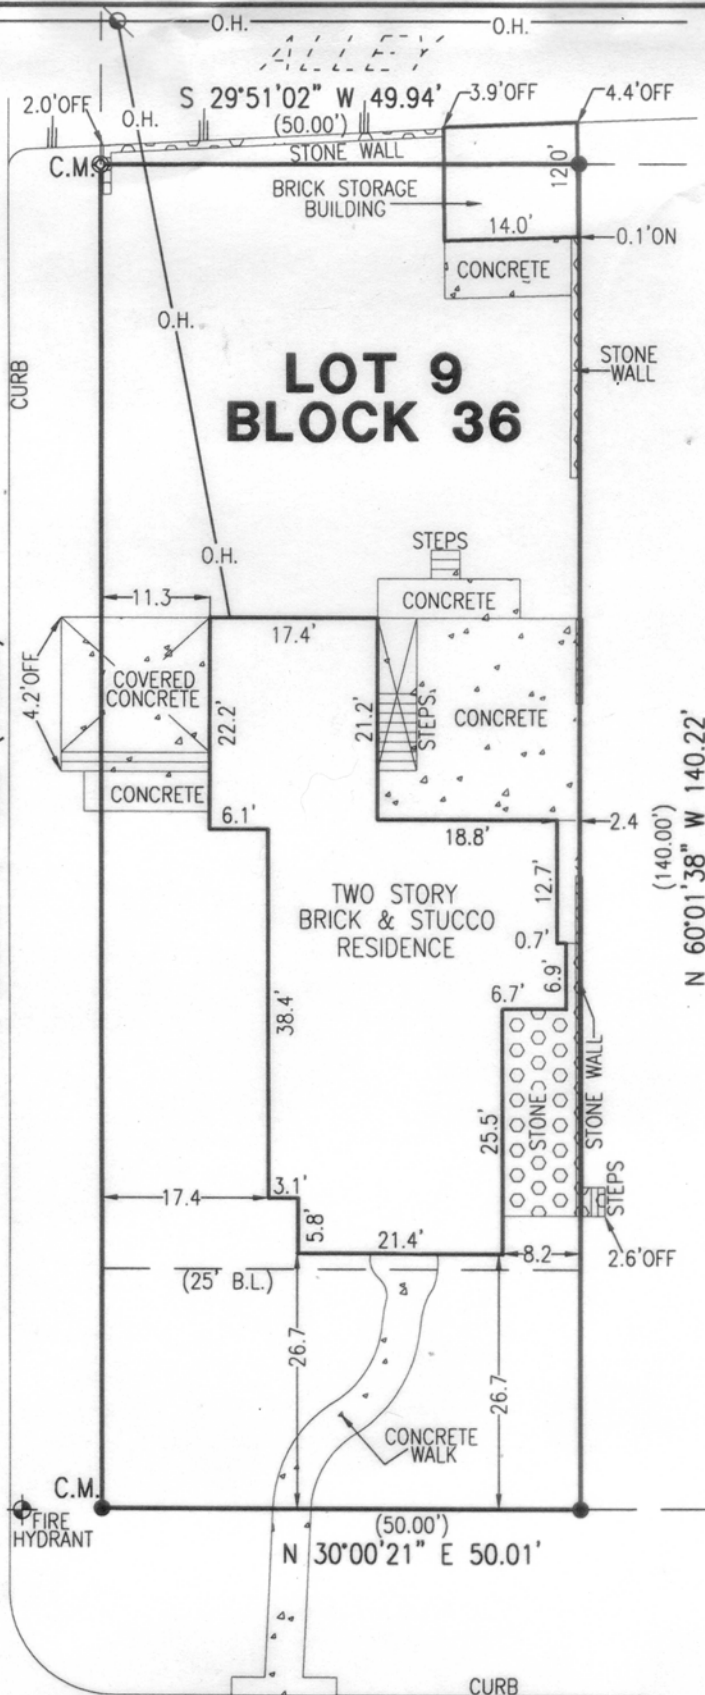 O.H.
O.H.
ALLEY
2.0'OFF
S 29°51'02" W 49.94'
3.9'OFF
4.4'OFF
O.H.
(50.00')
STONE WALL
C.M.
12.0'
BRICK STORAGE
BUILDING
14.0'
0.1'ON
CONCRETE
O.H.
CURB
LOT 9
BLOCK 36
STONE
WALL
O.H.
STEPS
11.3
CONCRETE
17.4'
4.2'OFF
COVERED
CONCRETE
22.2'
21.2'
STEPS
CONCRETE
CONCRETE
6.1'
18.8'
2.4
(140.00')
N 60°01'38" W 140.22'
12.7'
TWO STORY
BRICK & STUCCO
RESIDENCE
0.7'
6.9'
6.7'
38.4'
25.5'
STONE
STONE WALL
17.4
3.1'
STEPS
5.8'
21.4'
8.2
2.6'OFF
(25' B.L.)
26.7
26.7
CONCRETE
WALK
C.M.
FIRE
HYDRANT
(50.00')
N 30°00'21" E 50.01'
CURB